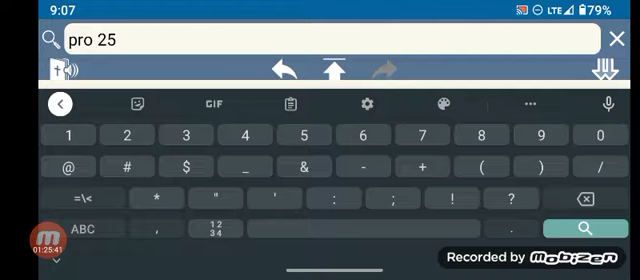 9:07 LTE 79%
pro 25
GIF
1 2 3 4 5 6 7 8 9 0
@ # $ _ & - + ( ) /
=\< * " ' : ; ! ?
ABC , 12 34 .
01:25:41
Recorded by mobizen